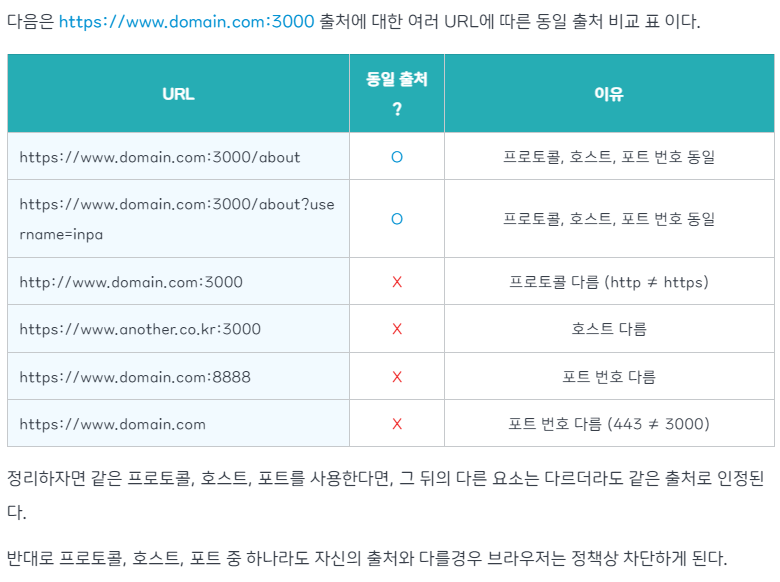 다음은 https://www.domain.com:3000 출처에 대한 여러 URL에 따른 동일 출처 비교 표 이다.
URL 동일 출처 ? 이유
https://www.domain.com:3000/about O 프로토콜, 호스트, 포트 번호 동일
https://www.domain.com:3000/about?use
rname=inpa O 프로토콜, 호스트, 포트 번호 동일
http://www.domain.com:3000 X 프로토콜 다름 (http ≠ https)
https://www.another.co.kr:3000 X 호스트 다름
https://www.domain.com:8888 X 포트 번호 다름
https://www.domain.com X 포트 번호 다름 (443 ≠ 3000)
정리하자면 같은 프로토콜, 호스트, 포트를 사용한다면, 그 뒤의 다른 요소는 다르더라도 같은 출처로 인정된
다.
반대로 프로토콜, 호스트, 포트 중 하나라도 자신의 출처와 다를경우 브라우저는 정책상 차단하게 된다.